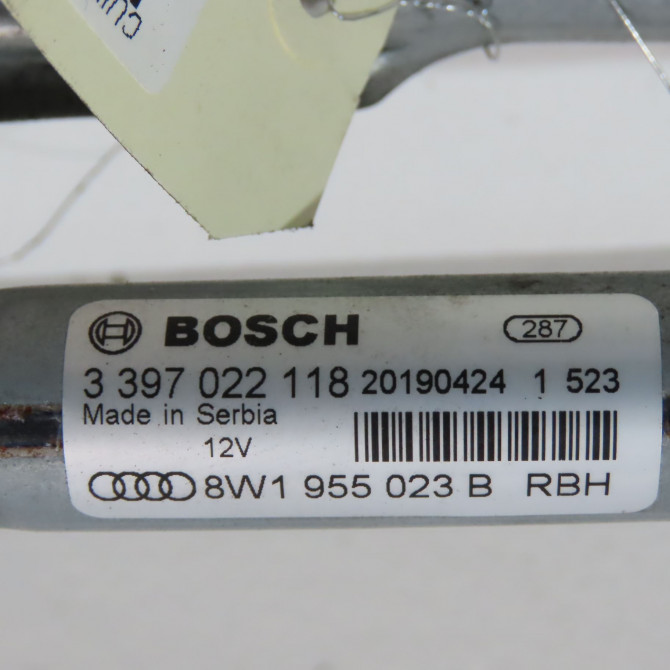 BOSCH 287
3 397 022 118 20190424 1 523
Made in Serbia
12V
8W1 955 023 B RBH